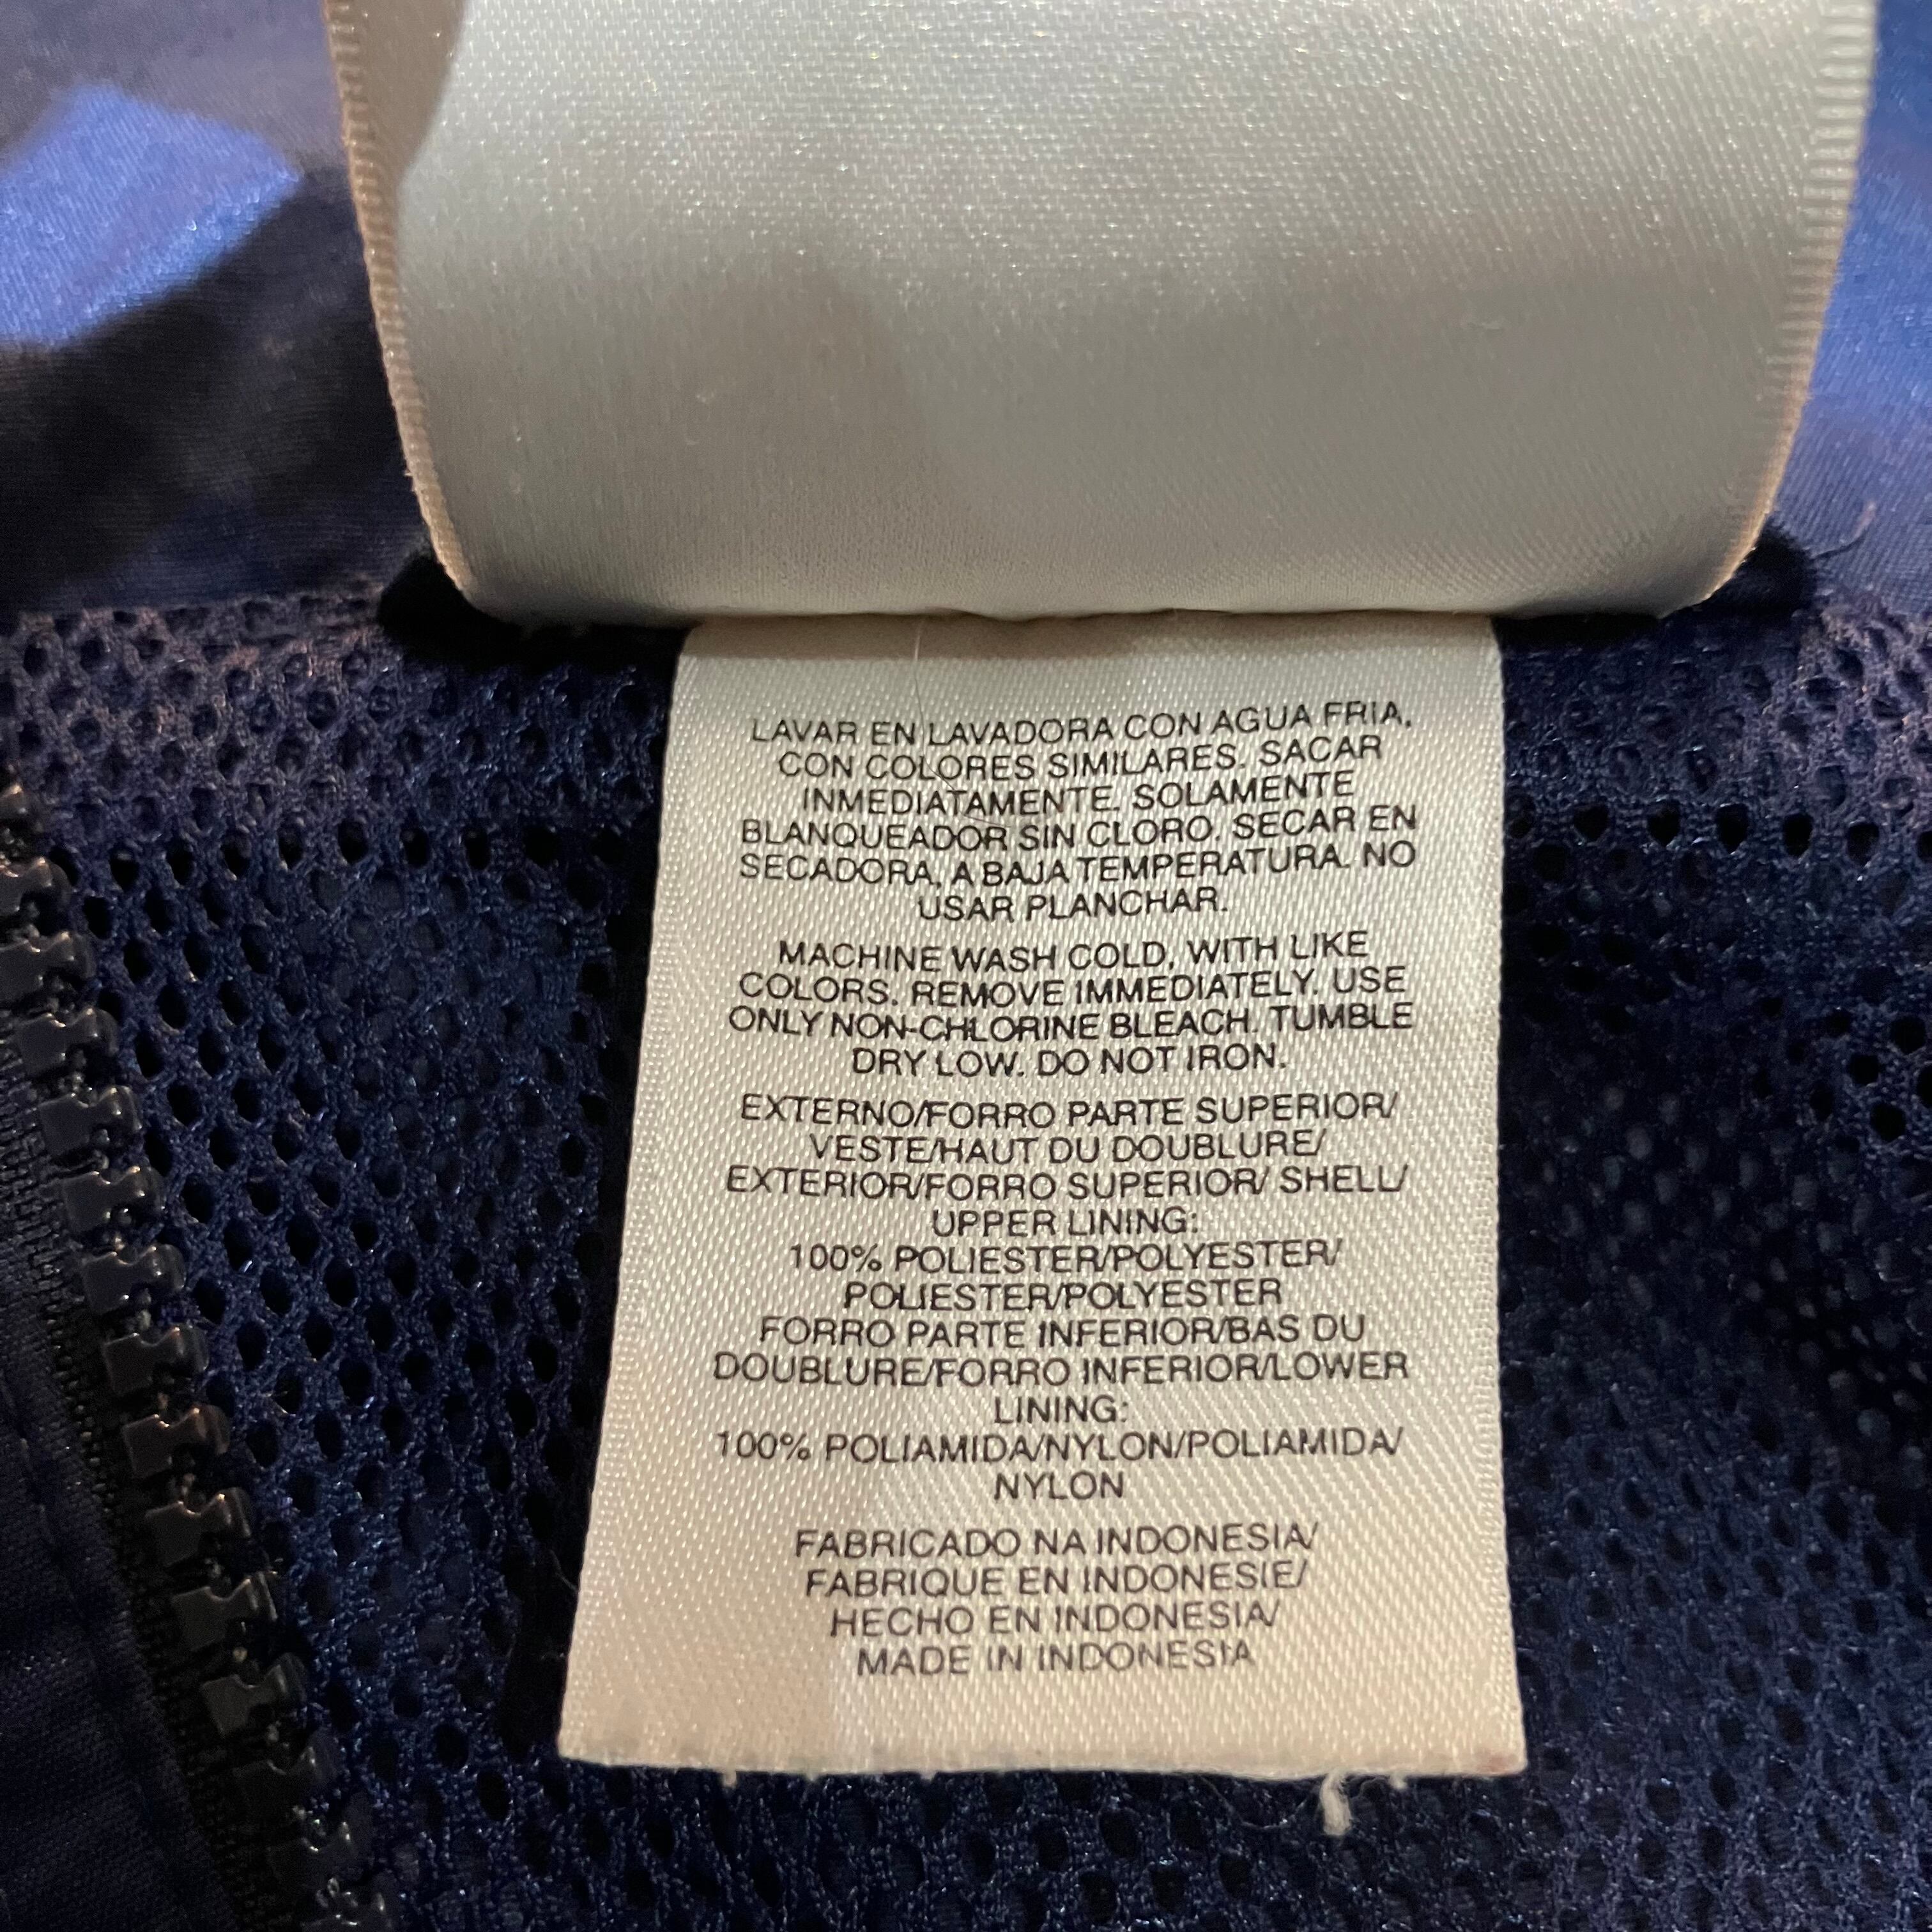 LAVAR EN LAVADORA CON AGUA FRIA,
CON COLORES SIMILARES. SACAR
INMEDIATAMENTE. SOLAMENTE
BLANQUEADOR SIN CLORO. SECAR EN
SECADORA, A BAJA TEMPERATURA. NO
USAR PLANCHAR.
MACHINE WASH COLD, WITH LIKE
COLORS. REMOVE IMMEDIATELY. USE
ONLY NON-CHLORINE BLEACH. TUMBLE
DRY LOW. DO NOT IRON.
EXTERNO/FORRO PARTE SUPERIOR/
VESTE/HAUT DU DOUBLURE/
EXTERIOR/FORRO SUPERIOR/ SHELL/
UPPER LINING:
100% POLIESTER/POLYESTER/
POLIESTER/POLYESTER
FORRO PARTE INFERIOR/BAS DU
DOUBLURE/FORRO INFERIOR/LOWER
LINING:
100% POLIAMIDA/NYLON/POLIAMIDA/
NYLON
FABRICADO NA INDONESIA/
FABRIQUE EN INDONESIE/
HECHO EN INDONESIA/
MADE IN INDONESIA